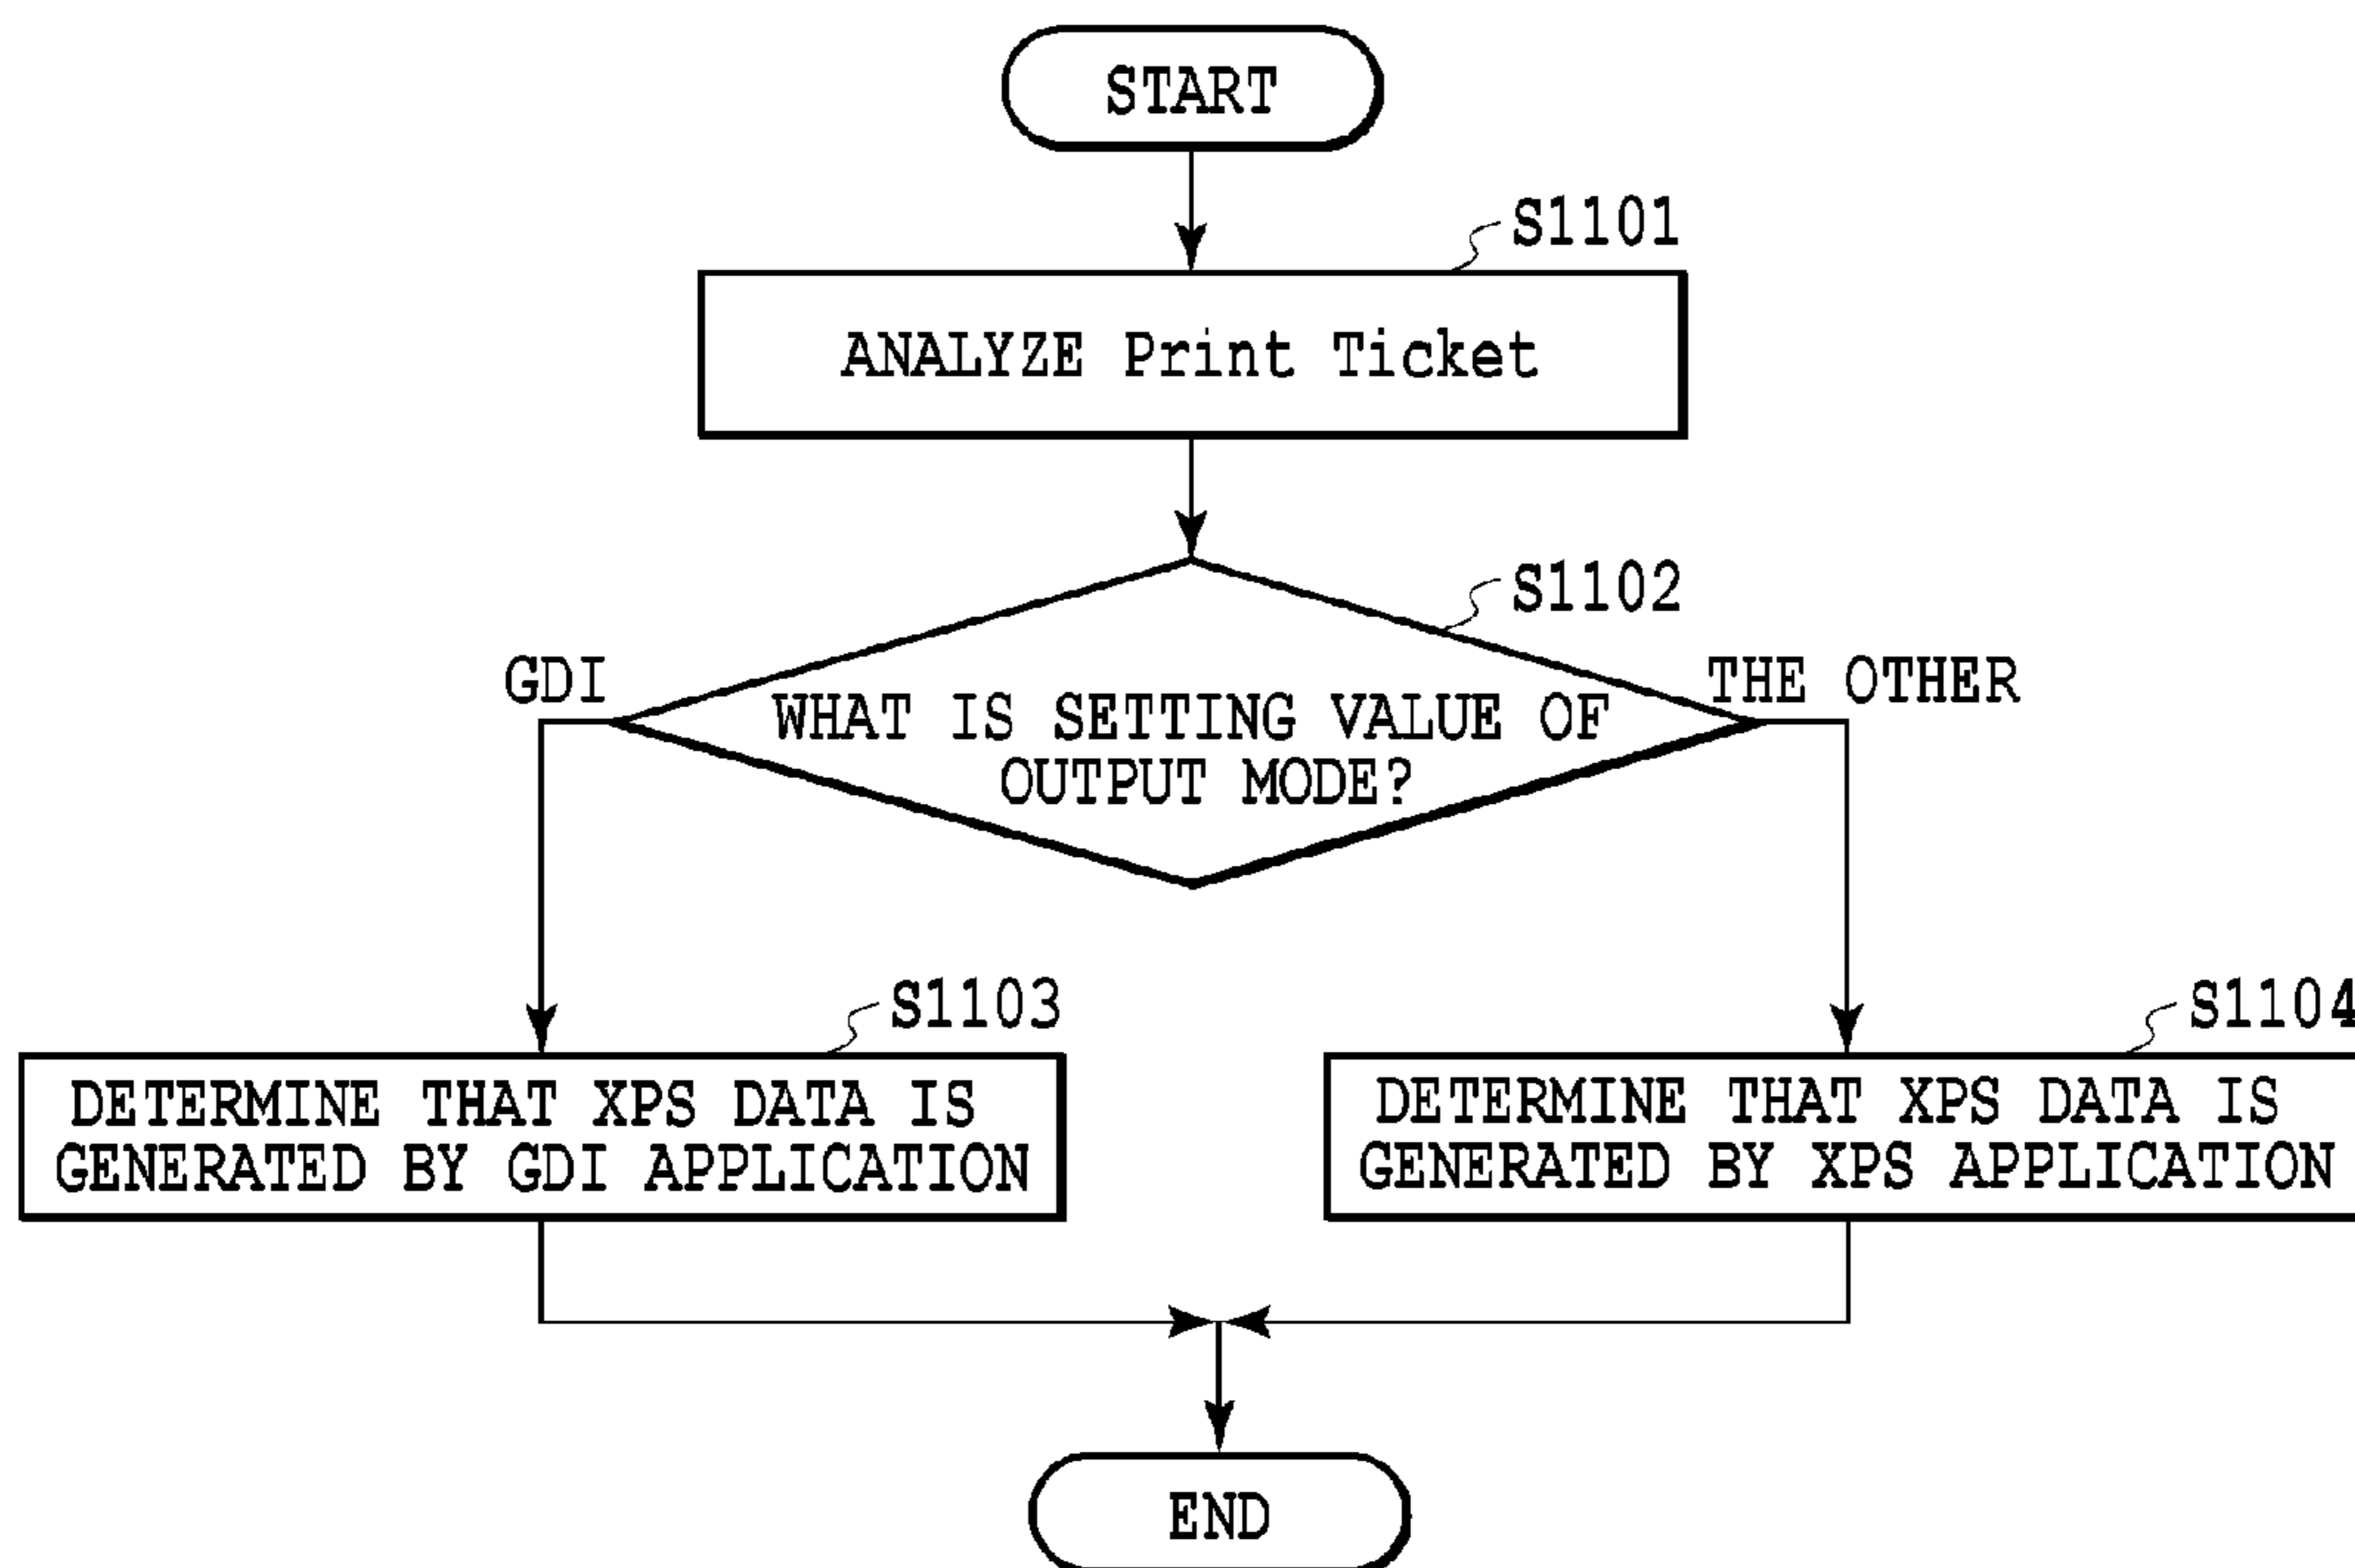 START
S1101
ANALYZE Print Ticket
S1102
GDI
THE OTHER
WHAT IS SETTING VALUE OF
OUTPUT MODE?
S1103
S1104
DETERMINE THAT XPS DATA IS
GENERATED BY GDI APPLICATION
DETERMINE THAT XPS DATA IS
GENERATED BY XPS APPLICATION
END